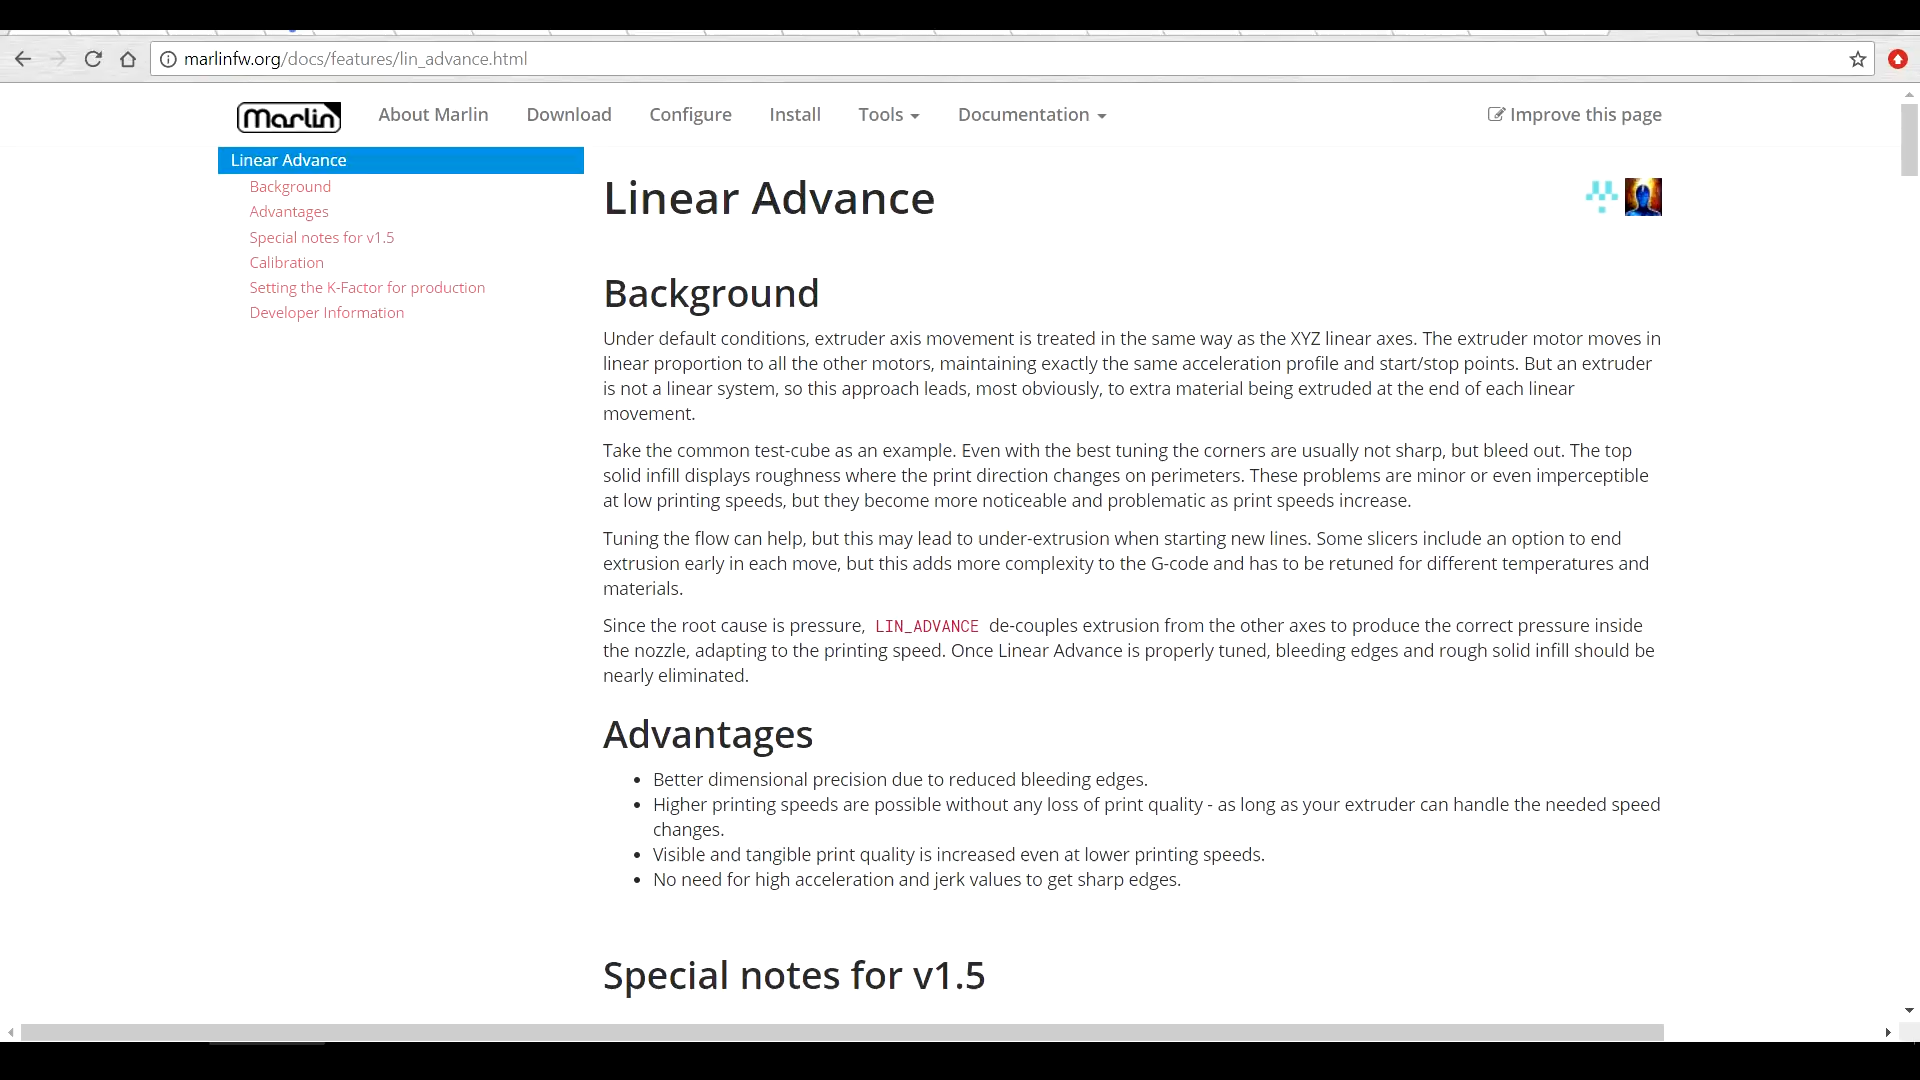 marlinfw.org/docs/features/lin_advance.html
Marlin
About Marlin
Download
Configure
Install
Tools
Documentation
Improve this page
Linear Advance
Background
Advantages
Special notes for v1.5
Calibration
Setting the K-Factor for production
Developer Information
Linear Advance
Background
Under default conditions, extruder axis movement is treated in the same way as the XYZ linear axes. The extruder motor moves in
linear proportion to all the other motors, maintaining exactly the same acceleration profile and start/stop points. But an extruder
is not a linear system, so this approach leads, most obviously, to extra material being extruded at the end of each linear
movement.
Take the common test-cube as an example. Even with the best tuning the corners are usually not sharp, but bleed out. The top
solid infill displays roughness where the print direction changes on perimeters. These problems are minor or even imperceptible
at low printing speeds, but they become more noticeable and problematic as print speeds increase.
Tuning the flow can help, but this may lead to under-extrusion when starting new lines. Some slicers include an option to end
extrusion early in each move, but this adds more complexity to the G-code and has to be retuned for different temperatures and
materials.
Since the root cause is pressure, LIN_ADVANCE de-couples extrusion from the other axes to produce the correct pressure inside
the nozzle, adapting to the printing speed. Once Linear Advance is properly tuned, bleeding edges and rough solid infill should be
nearly eliminated.
Advantages
• Better dimensional precision due to reduced bleeding edges.
• Higher printing speeds are possible without any loss of print quality - as long as your extruder can handle the needed speed
changes.
• Visible and tangible print quality is increased even at lower printing speeds.
• No need for high acceleration and jerk values to get sharp edges.
Special notes for v1.5